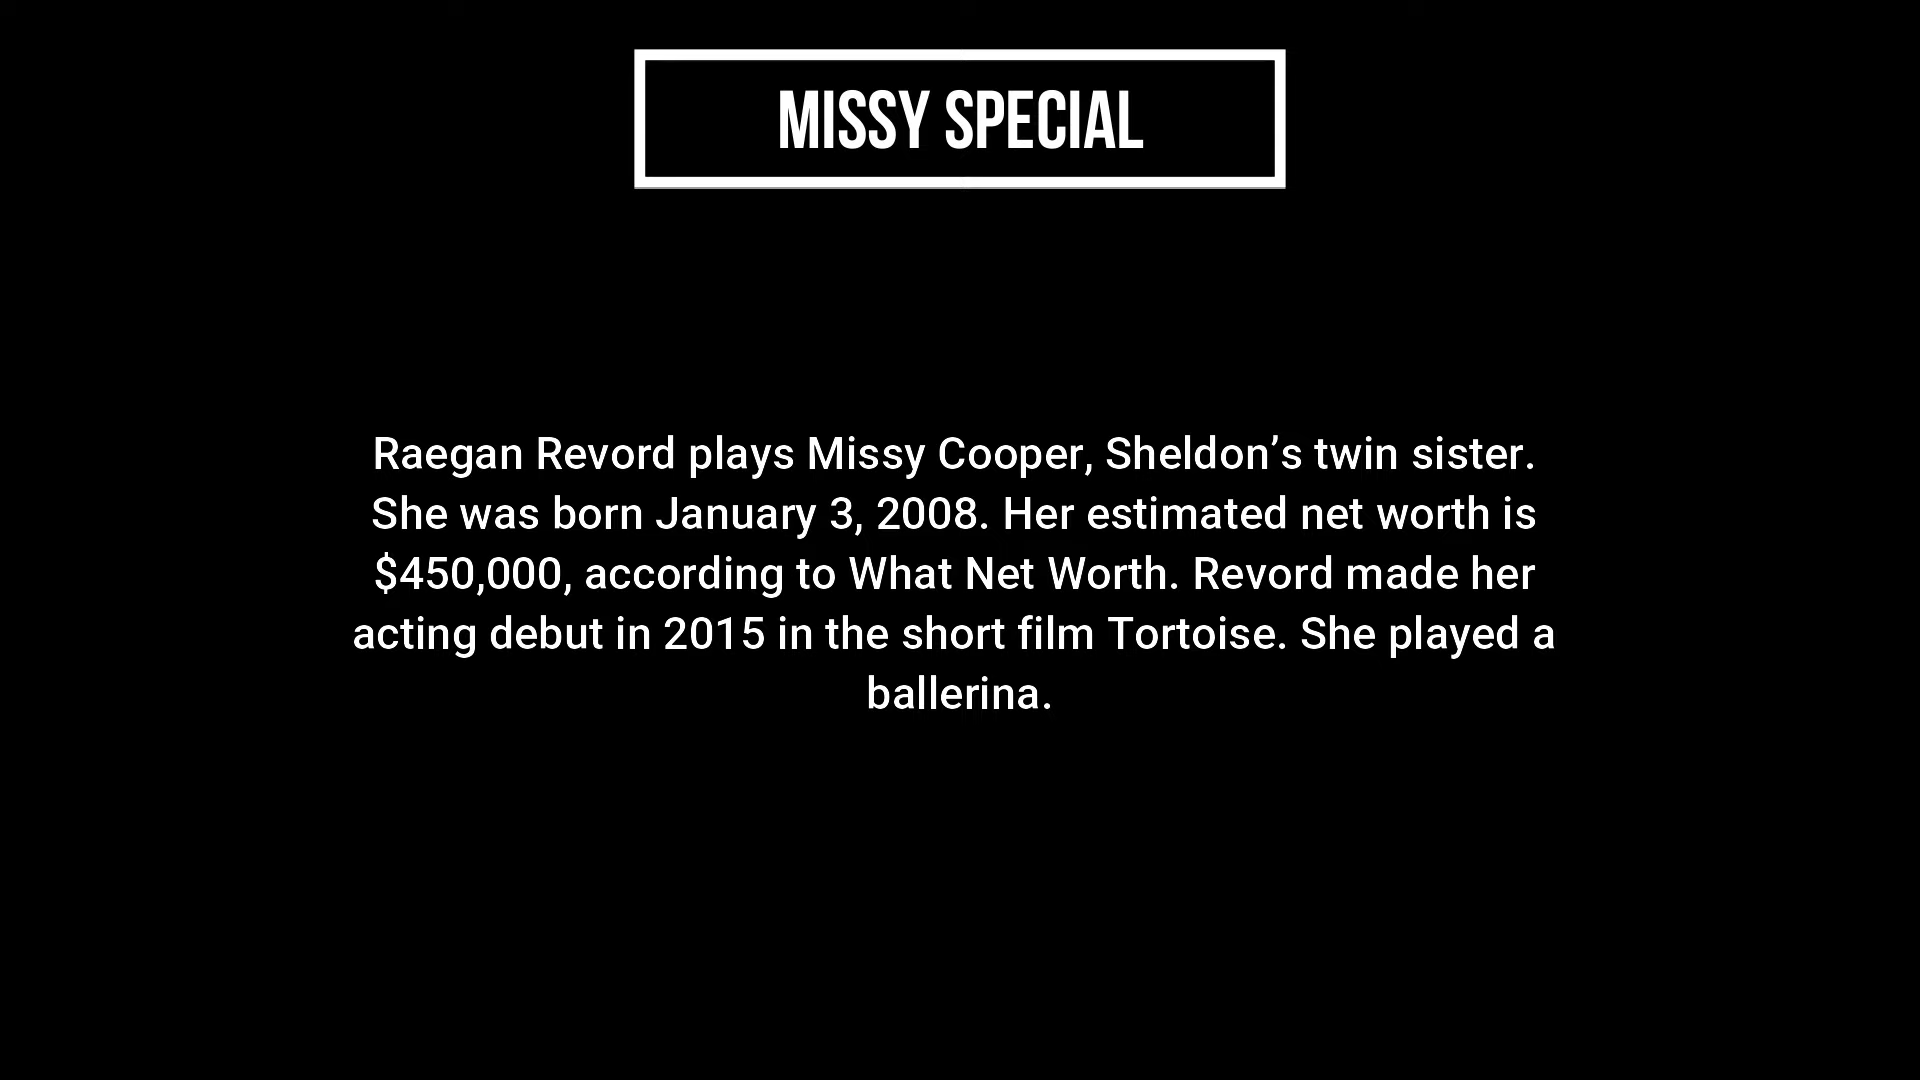 MISSY SPECIAL
Raegan Revord plays Missy Cooper, Sheldon’s twin sister.
She was born January 3, 2008. Her estimated net worth is
$450,000, according to What Net Worth. Revord made her
acting debut in 2015 in the short film Tortoise. She played a
ballerina.